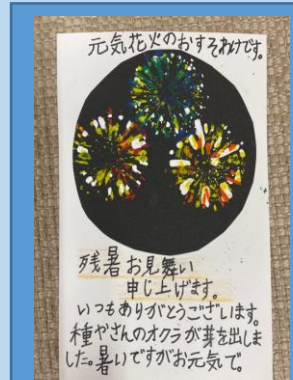 元気花火のおすそわけです。
残暑お見舞い
申し上げます。
いつもありがとうございます。
種やさんのオクラが芽を出しま
した。暑いですがお元気で。